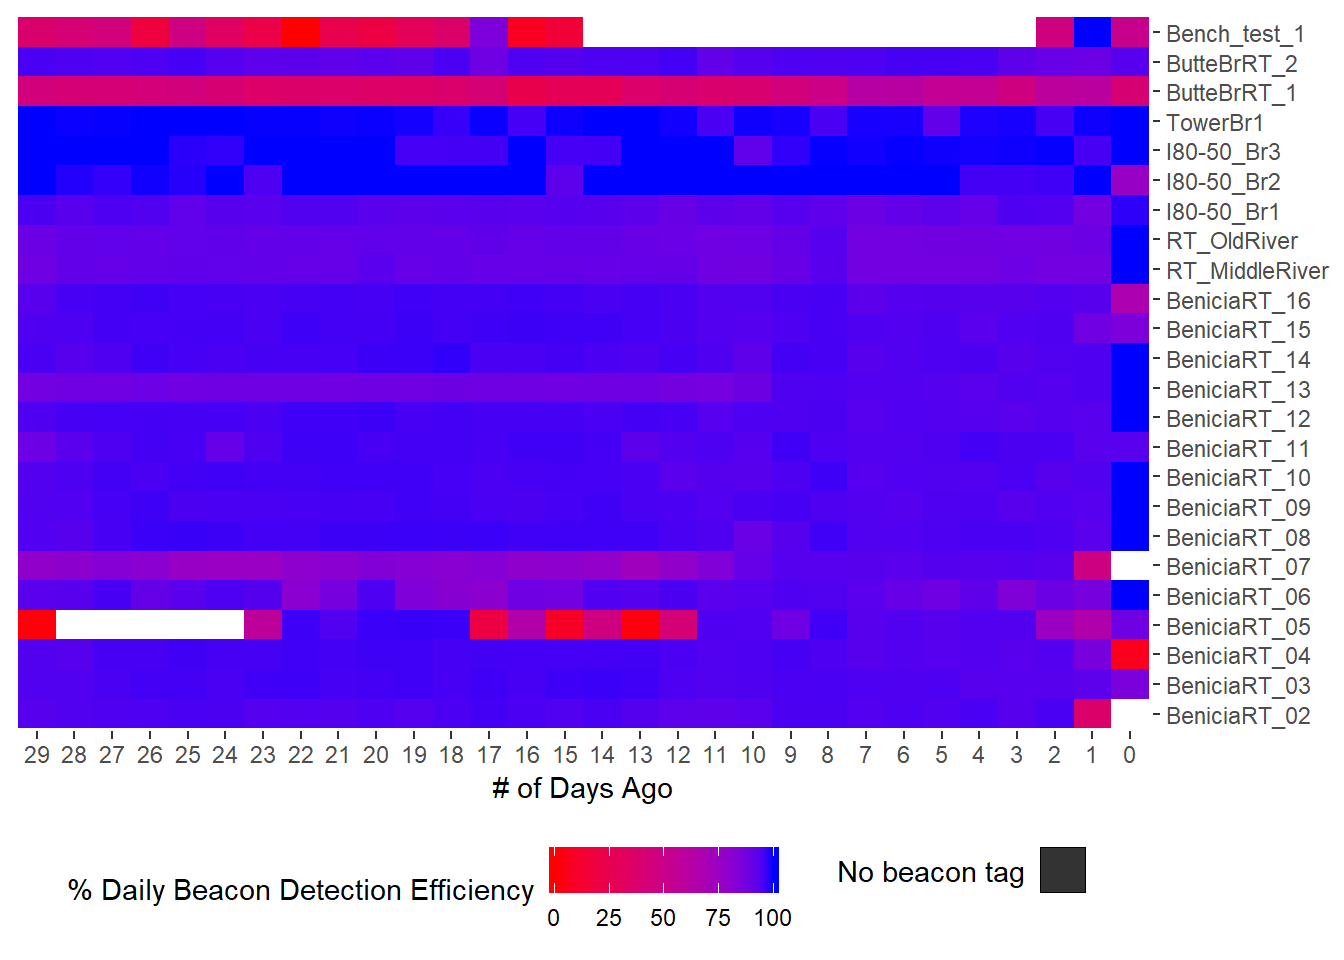 Bench_test_1
ButteBrRT_2
ButteBrRT_1
TowerBr1
I80-50_Br3
I80-50_Br2
I80-50_Br1
RT_OldRiver
RT_MiddleRiver
BeniciaRT_16
BeniciaRT_15
BeniciaRT_14
BeniciaRT_13
BeniciaRT_12
BeniciaRT_11
BeniciaRT_10
BeniciaRT_09
BeniciaRT_08
BeniciaRT_07
BeniciaRT_06
BeniciaRT_05
BeniciaRT_04
BeniciaRT_03
BeniciaRT_02
29 28 27 26 25 24 23 22 21 20 19 18 17 16 15 14 13 12 11 10 9 8 7 6 5 4 3 2 1 0
# of Days Ago
% Daily Beacon Detection Efficiency
0 25 50 75 100
No beacon tag